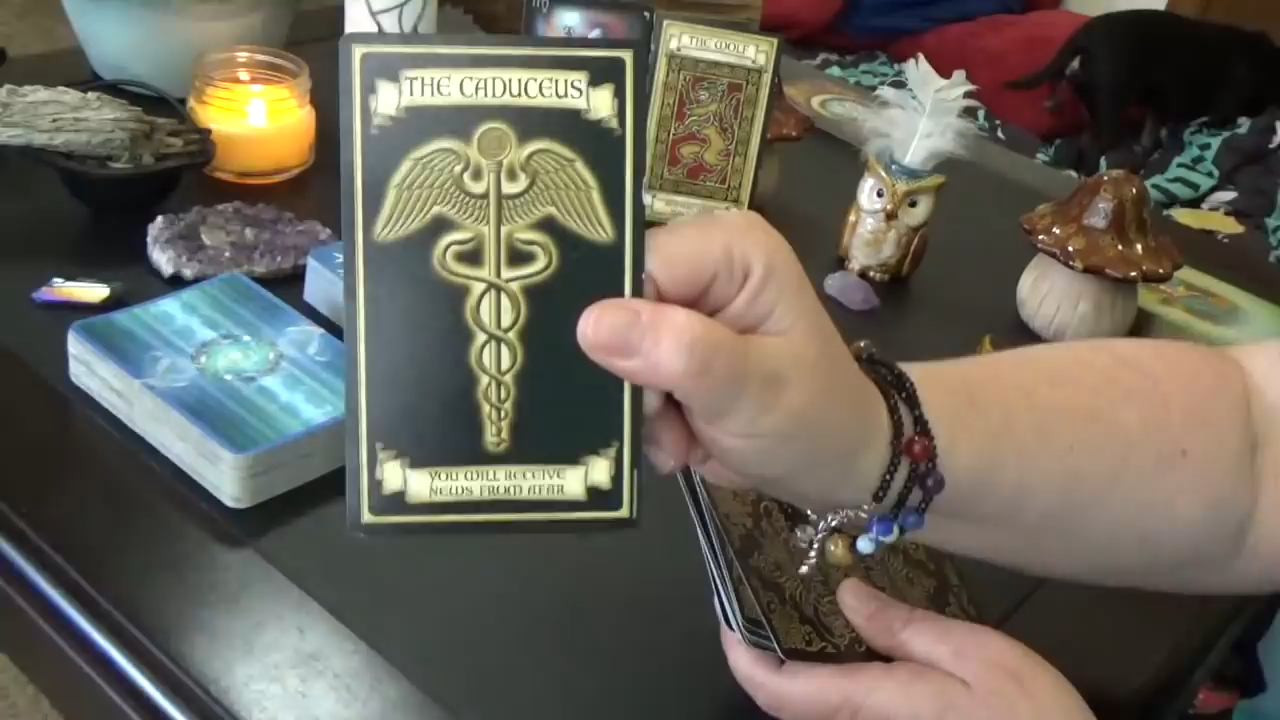 THE CADUCEUS
YOU WILL RECEIVE
NEWS FROM AFAR
THE WOLF